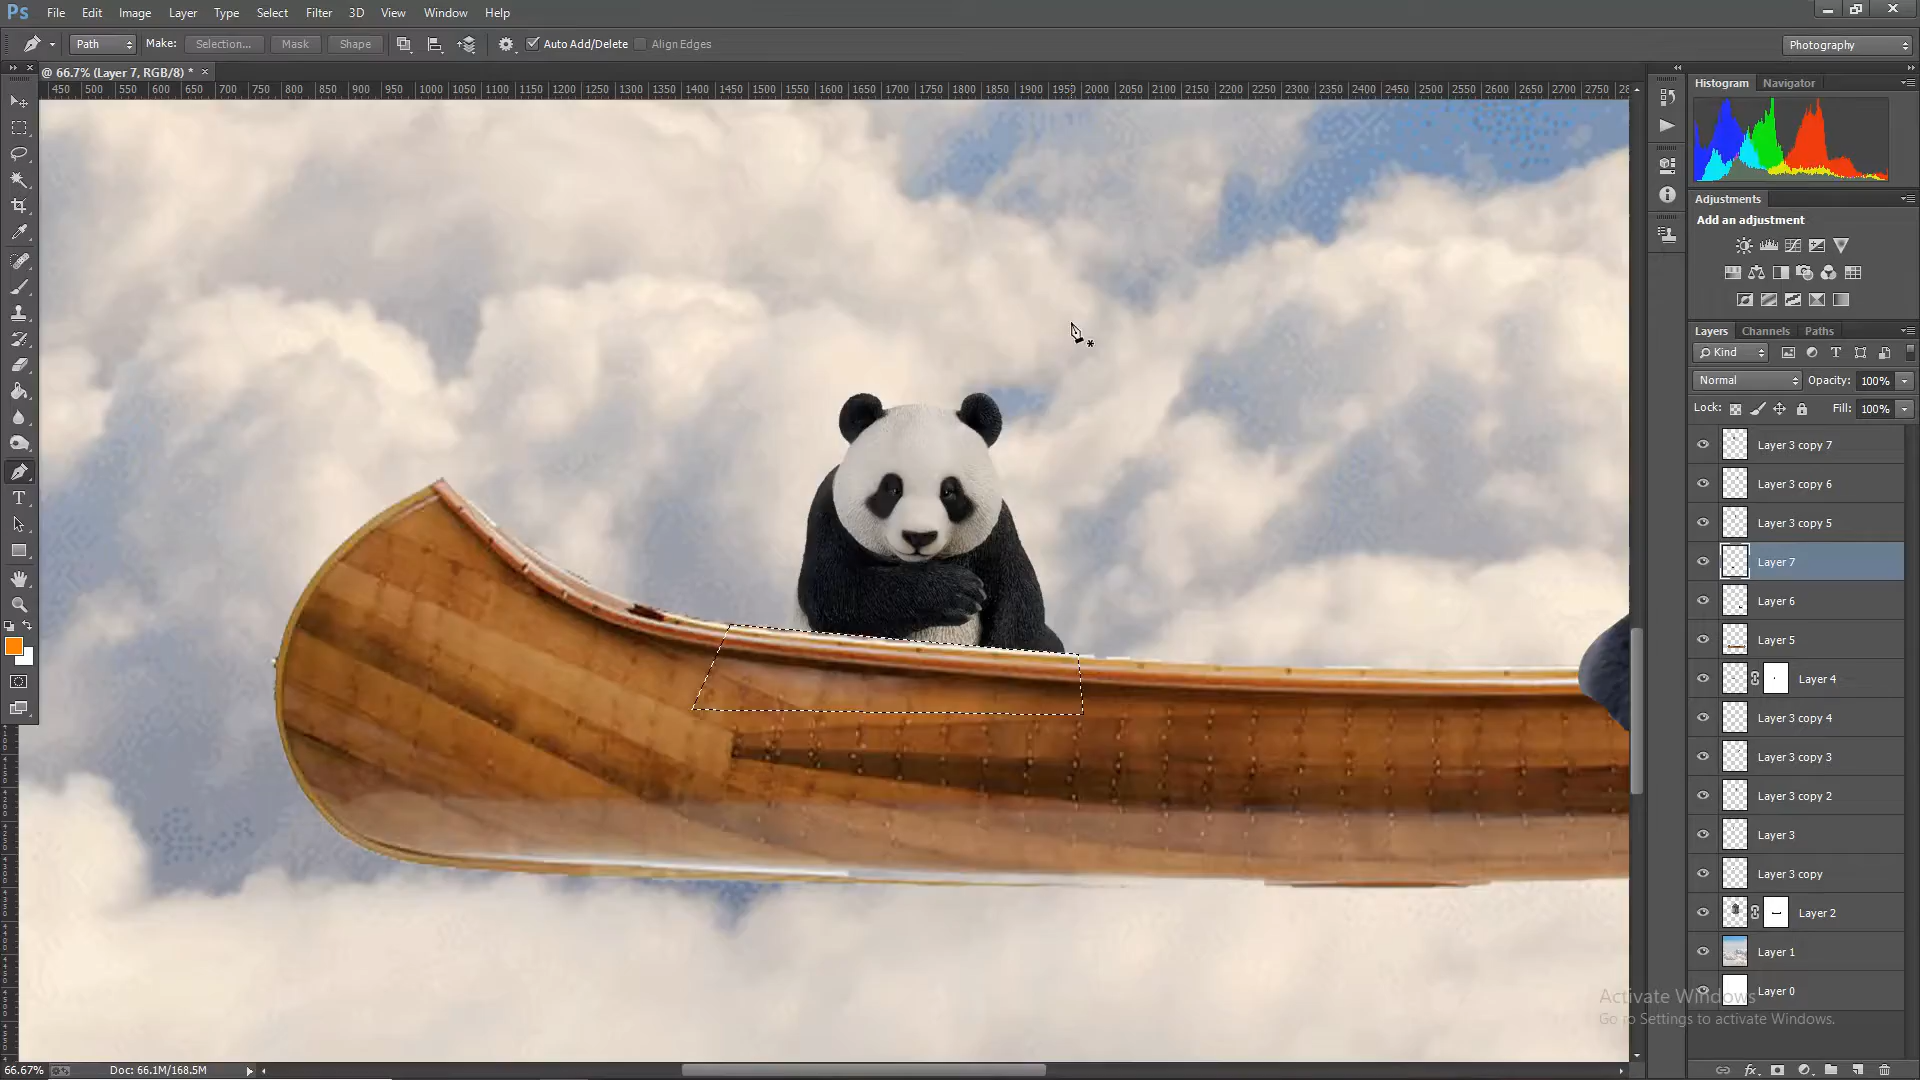 Ps File Edit Image Layer Type Select Filter 3D View Window Help
Path Make: Selection... Mask Shape Auto Add/Delete Align Edges Photography
@ 66.7% (Layer 7, RGB/8) * ×
450 500 550 600 650 700 750 800 850 900 950 1000 1050 1100 1150 1200 1250 1300 1350 1400 1450 1500 1550 1600 1650 1700 1750 1800 1850 1900 1950 2000 2050 2100 2150 2200 2250 2300 2350 2400 2450 2500 2550 2600 2650 2700 2750
Histogram Navigator
Adjustments
Add an adjustment
Layers Channels Paths
Kind
Normal Opacity: 100%
Lock: Fill: 100%
Layer 3 copy 7
Layer 3 copy 6
Layer 3 copy 5
Layer 7
Layer 6
Layer 5
Layer 4
Layer 3 copy 4
Layer 3 copy 3
Layer 3 copy 2
Layer 3
Layer 3 copy
Layer 2
Layer 1
Layer 0
Activate Windows
Go to Settings to activate Windows.
66.67% Doc: 66.1M/168.5M